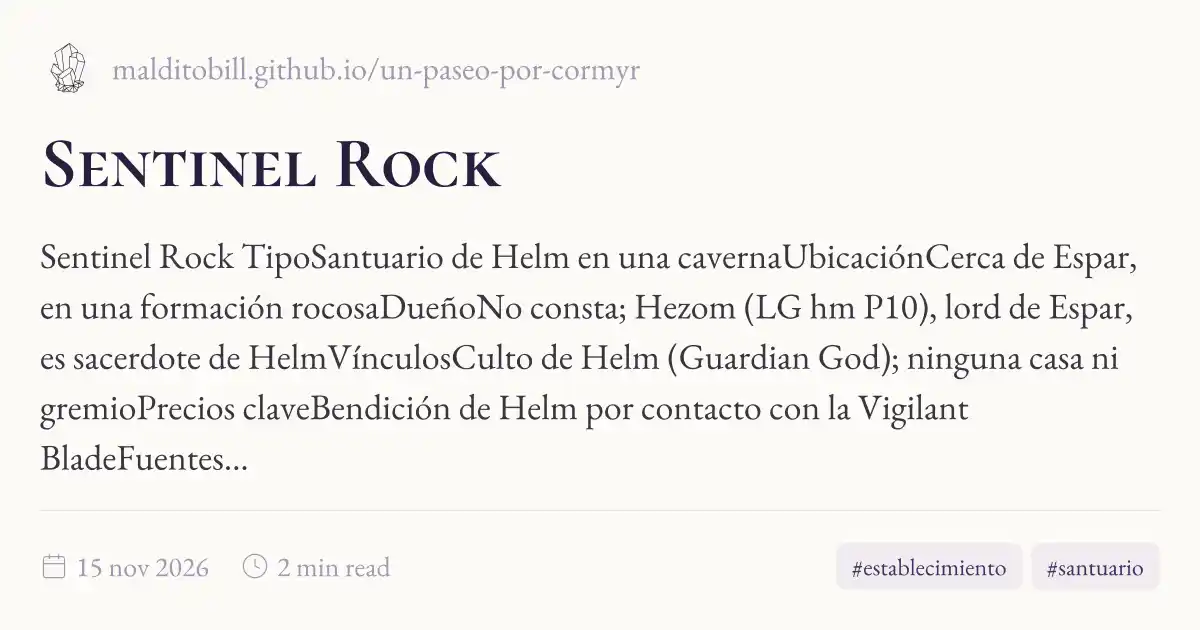 malditobill.github.io/un-paseo-por-cormyr
Sentinel Rock
Sentinel Rock TipoSantuario de Helm en una cavernaUbicaciónCerca de Espar,
en una formación rocosaDueñoNo consta; Hezom (LG hm P10), lord de Espar,
es sacerdote de HelmVínculosCulto de Helm (Guardian God); ninguna casa ni
gremioPrecios claveBendición de Helm por contacto con la Vigilant
BladeFuentes...
15 nov 2026 2 min read #establecimiento #santuario